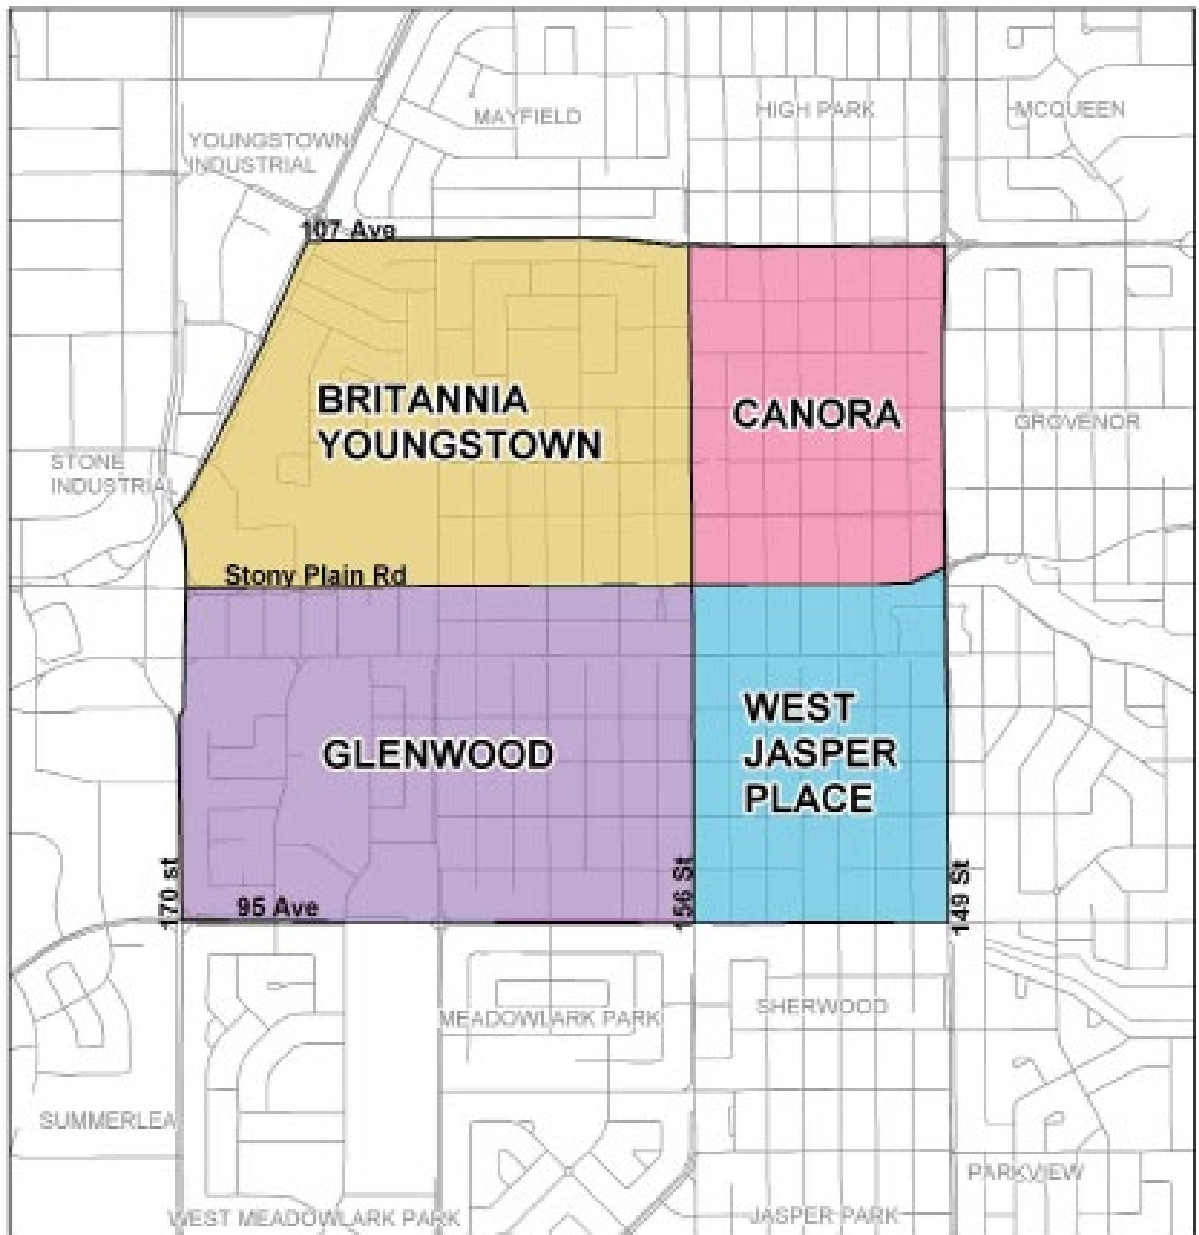 MAYFIELD
HIGH PARK
MCQUEEN
YOUNGSTOWN
INDUSTRIAL
107 Ave
BRITANNIA
YOUNGSTOWN
CANORA
GROVENOR
STONE
INDUSTRIAL
Stony Plain Rd
WEST
JASPER
PLACE
GLENWOOD
170 st
95 Ave
156 St
149 St
MEADOWLARK PARK
SHERWOOD
SUMMERLEA
PARKVIEW
WEST MEADOWLARK PARK
JASPER PARK